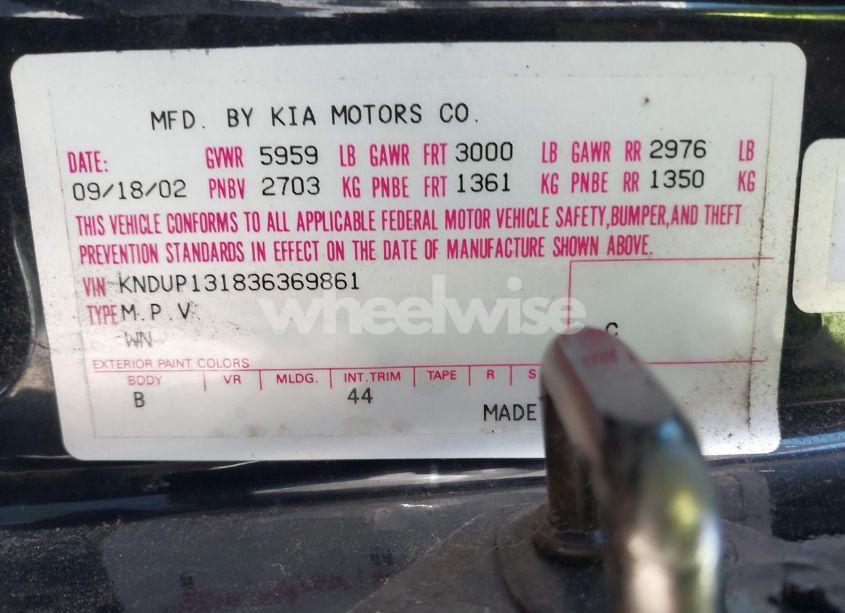 MFD. BY KIA MOTORS CO.
DATE: GVWR 5959 LB GAWR FRT 3000 LB GAWR RR 2976 LB
09/18/02 PNBV 2703 KG PNBE FRT 1361 KG PNBE RR 1350 KG
THIS VEHICLE CONFORMS TO ALL APPLICABLE FEDERAL MOTOR VEHICLE SAFETY,BUMPER,AND THEFT
PREVENTION STANDARDS IN EFFECT ON THE DATE OF MANUFACTURE SHOWN ABOVE.
VIN KNDUP131836369861
TYPE M.P.V
WN
wheelwise
EXTERIOR PAINT COLORS
BODY VR MLDG. INT.TRIM TAPE R S
B 44
MADE